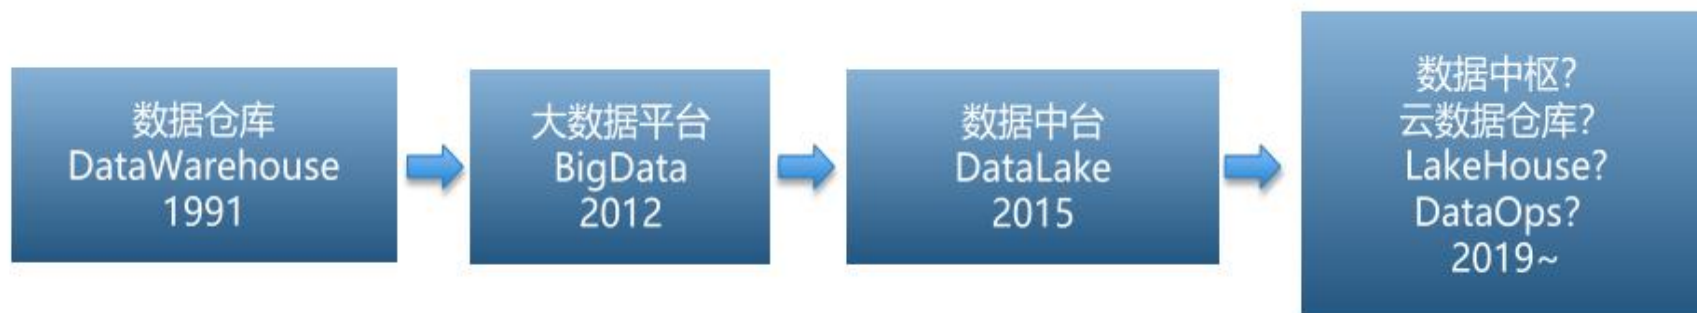 数据仓库
DataWarehouse
1991
大数据平台
BigData
2012
数据中台
DataLake
2015
数据中枢?
云数据仓库?
LakeHouse?
DataOps?
2019~